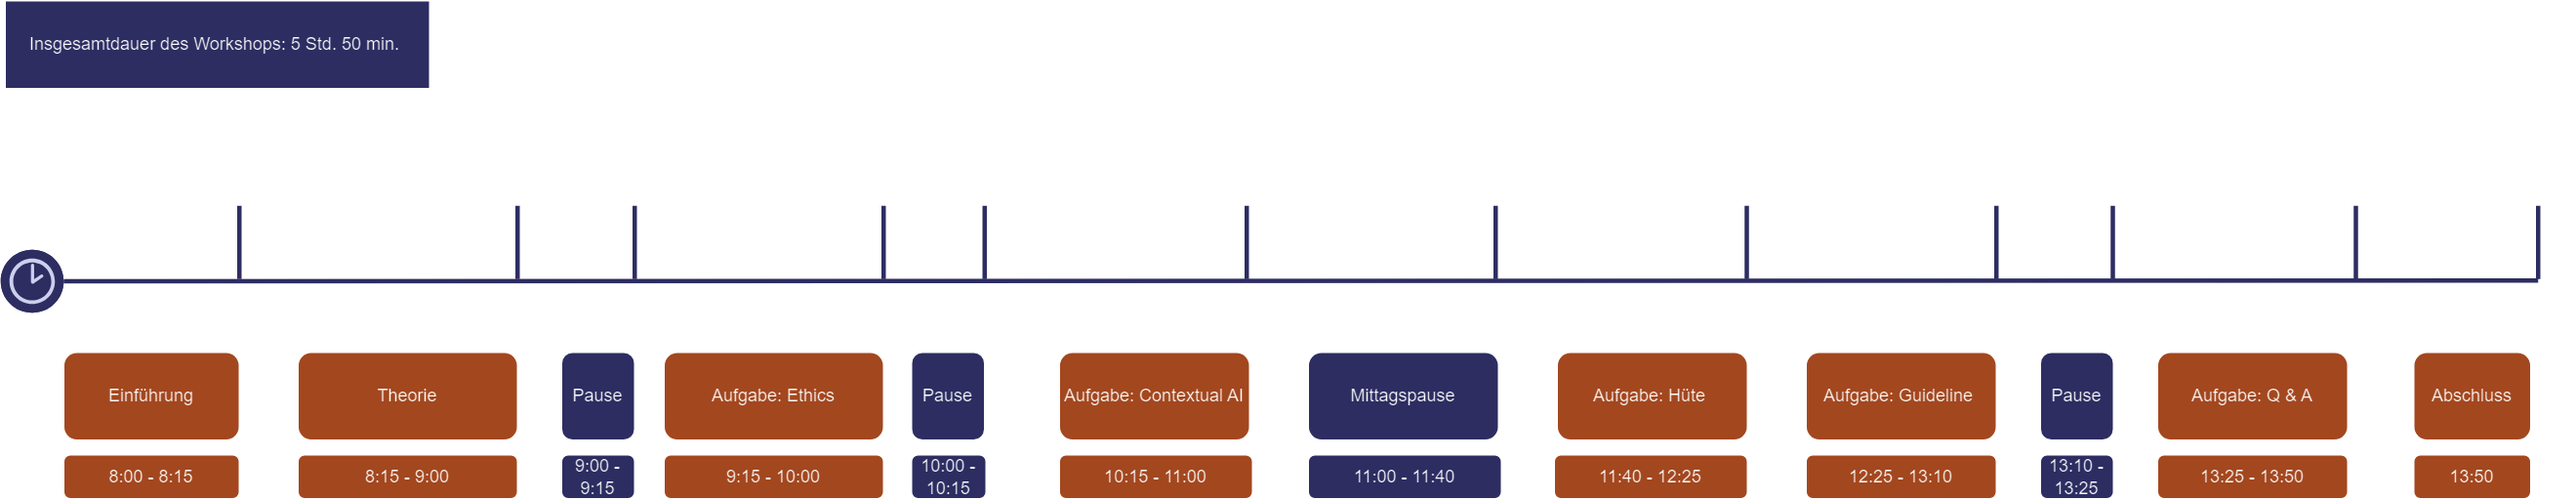 Insgesamtdauer des Workshops: 5 Std. 50 min.
Einführung
Theorie
Pause
Aufgabe: Ethics
Pause
Aufgabe: Contextual AI
Mittagspause
Aufgabe: Hüte
Aufgabe: Guideline
Pause
Aufgabe: Q & A
Abschluss
8:00 - 8:15
8:15 - 9:00
9:00 -
9:15
9:15 - 10:00
10:00 -
10:15
10:15 - 11:00
11:00 - 11:40
11:40 - 12:25
12:25 - 13:10
13:10 -
13:25
13:25 - 13:50
13:50